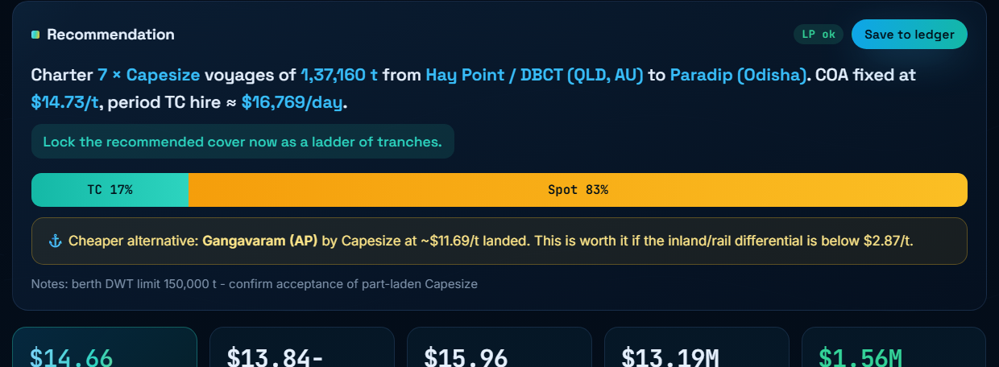 Recommendation
LP ok
Save to ledger
Charter 7 × Capesize voyages of 1,37,160 t from Hay Point / DBCT (QLD, AU) to Paradip (Odisha). COA fixed at
$14.73/t, period TC hire ≈ $16,769/day.
Lock the recommended cover now as a ladder of tranches.
TC 17%
Spot 83%
Cheaper alternative: Gangavaram (AP) by Capesize at ~$11.69/t landed. This is worth it if the inland/rail differential is below $2.87/t.
Notes: berth DWT limit 150,000 t - confirm acceptance of part-laden Capesize
$14.66
$13.84-
$15.96
$13.19M
$1.56M